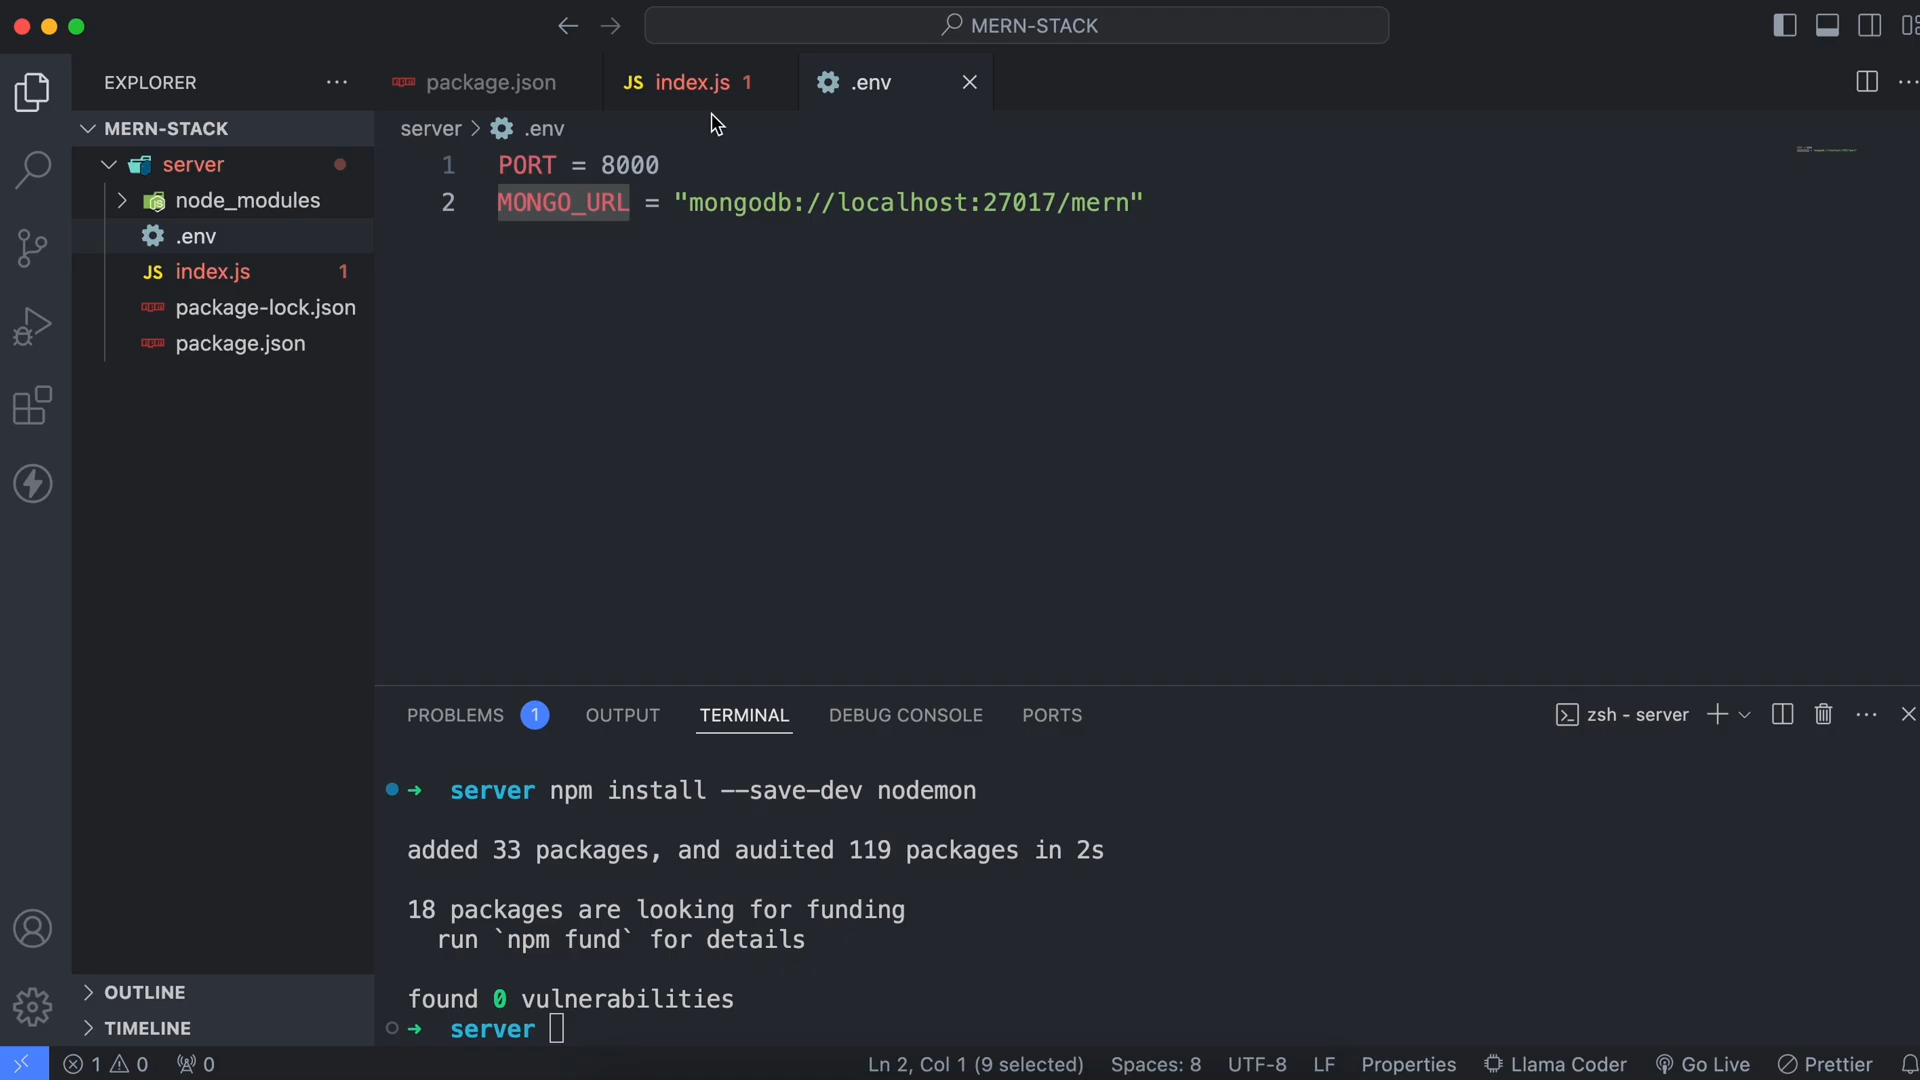 MERN-STACK
EXPLORER
package.json
JS index.js 1
.env
MERN-STACK
server > .env
server
node_modules
.env
JS index.js 1
package-lock.json
package.json
1 PORT = 8000
2 MONGO_URL = "mongodb://localhost:27017/mern"
PROBLEMS 1 OUTPUT TERMINAL DEBUG CONSOLE PORTS
zsh - server
→ server npm install --save-dev nodemon
added 33 packages, and audited 119 packages in 2s
18 packages are looking for funding
run `npm fund` for details
found 0 vulnerabilities
→ server
OUTLINE
TIMELINE
1 0 0 Ln 2, Col 1 (9 selected) Spaces: 8 UTF-8 LF Properties Llama Coder Go Live Prettier